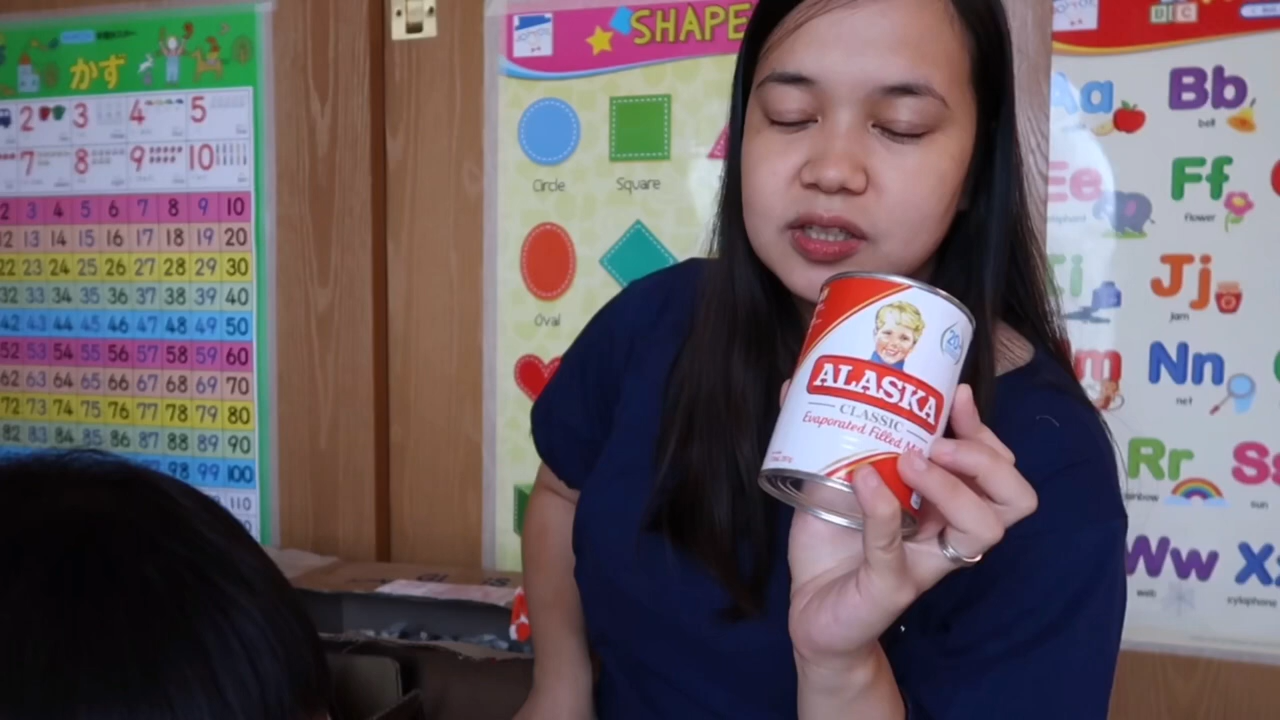 かず
2 3 4 5
7 8 9 10
2 3 4 5 6 7 8 9 10
12 13 14 15 16 17 18 19 20
22 23 24 25 26 27 28 29 30
32 33 34 35 36 37 38 39 40
42 43 44 45 46 47 48 49 50
52 53 54 55 56 57 58 59 60
62 63 64 65 66 67 68 69 70
72 73 74 75 76 77 78 79 80
82 83 84 85 86 87 88 89 90
98 99 100
110
SHAPE
Circle
Square
Oval
ALASKA
CLASSIC
Evaporated Filled
Aa
Bb
bell
Ee
Ff
flower
Jj
jam
Nn
net
Rr
sun
Ww
web
xylophone